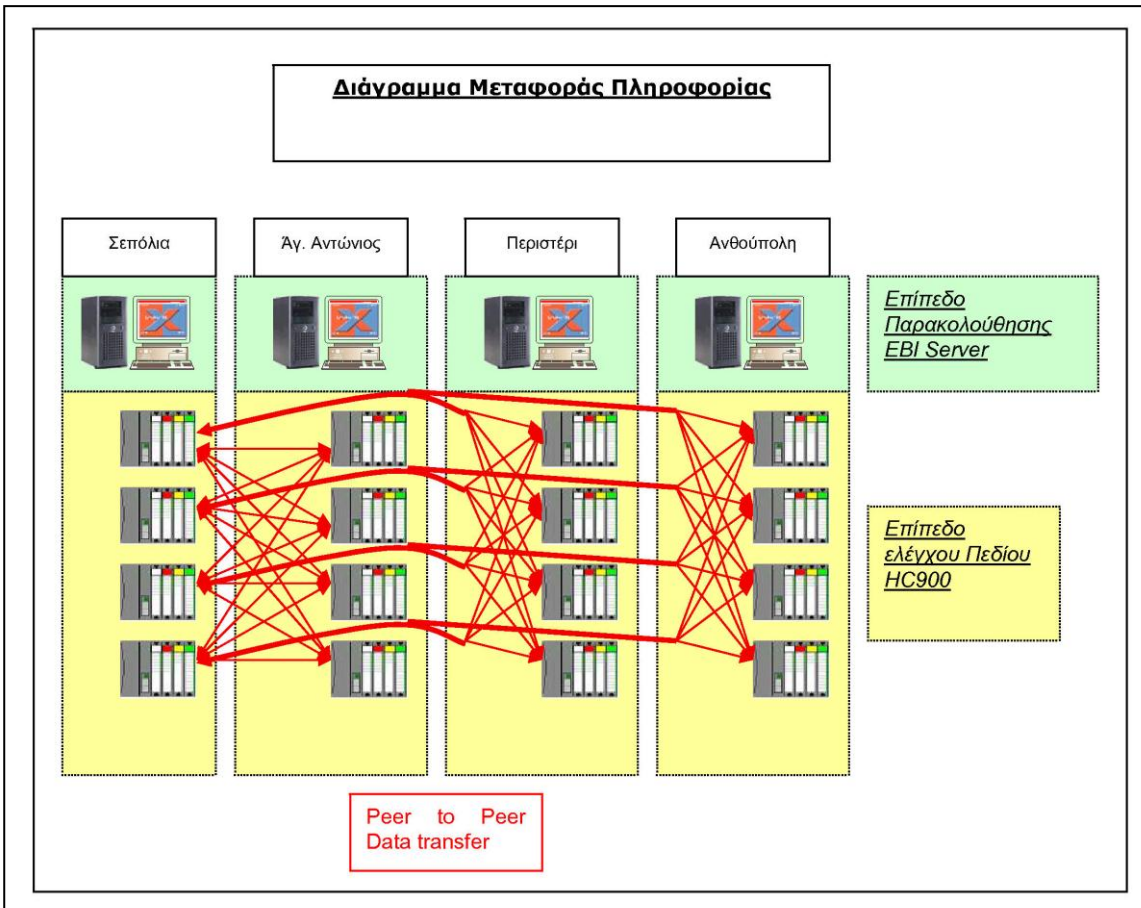 Διάγραμμα Μεταφοράς Πληροφορίας
Σεπόλια
Άγ. Αντώνιος
Περιστέρι
Ανθούπολη
Επίπεδο
Παρακολούθησης
EBI Server
Επίπεδο
ελέγχου Πεδίου
HC900
Peer to Peer
Data transfer